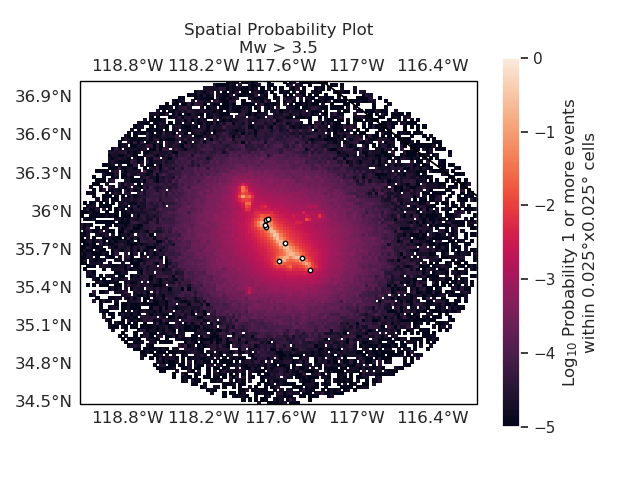 Spatial Probability Plot
Mw > 3.5
118.8°W 118.2°W 117.6°W 117°W 116.4°W
36.9°N
36.6°N
36.3°N
36°N
35.7°N
35.4°N
35.1°N
34.8°N
34.5°N
118.8°W 118.2°W 117.6°W 117°W 116.4°W
0
−1
−2
−3
−4
−5
Log₁₀ Probability 1 or more events
within 0.025°x0.025° cells